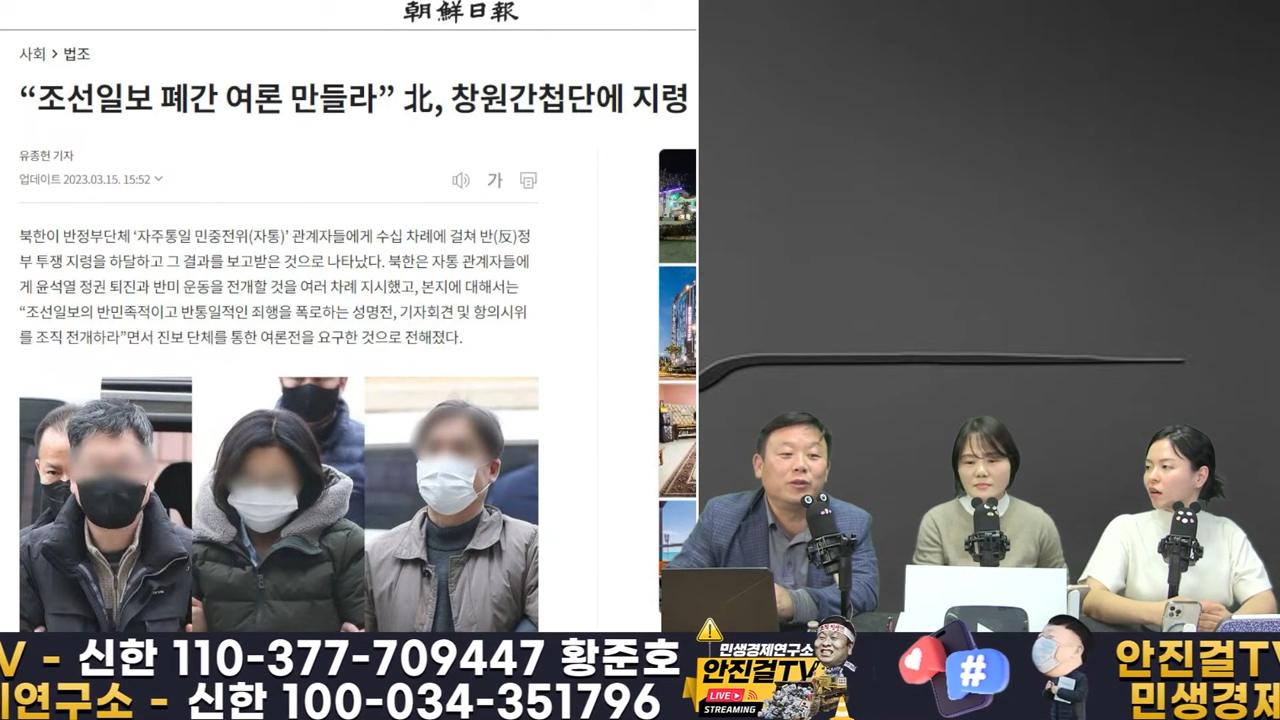 朝鮮日報
사회 > 법조
“조선일보 폐간 여론 만들라” 北, 창원간첩단에 지령
유종헌 기자
업데이트 2023.03.15. 15:52
가
북한이 반정부단체 ‘자주통일 민중전위(자통)’ 관계자들에게 수십 차례에 걸쳐 반(反)정
부 투쟁 지령을 하달하고 그 결과를 보고받은 것으로 나타났다. 북한은 자통 관계자들에
게 윤석열 정권 퇴진과 반미 운동을 전개할 것을 여러 차례 지시했고, 본지에 대해서는
“조선일보의 반민족적이고 반통일적인 죄행을 폭로하는 성명전, 기자회견 및 항의시위
를 조직 전개하라”면서 진보 단체를 통한 여론전을 요구한 것으로 전해졌다.
V - 신한 110-377-709447 황준호
연구소 - 신한 100-034-351796
민생경제연구소
안진걸TV
LIVE
STREAMING
#
안진걸TV
민생경제